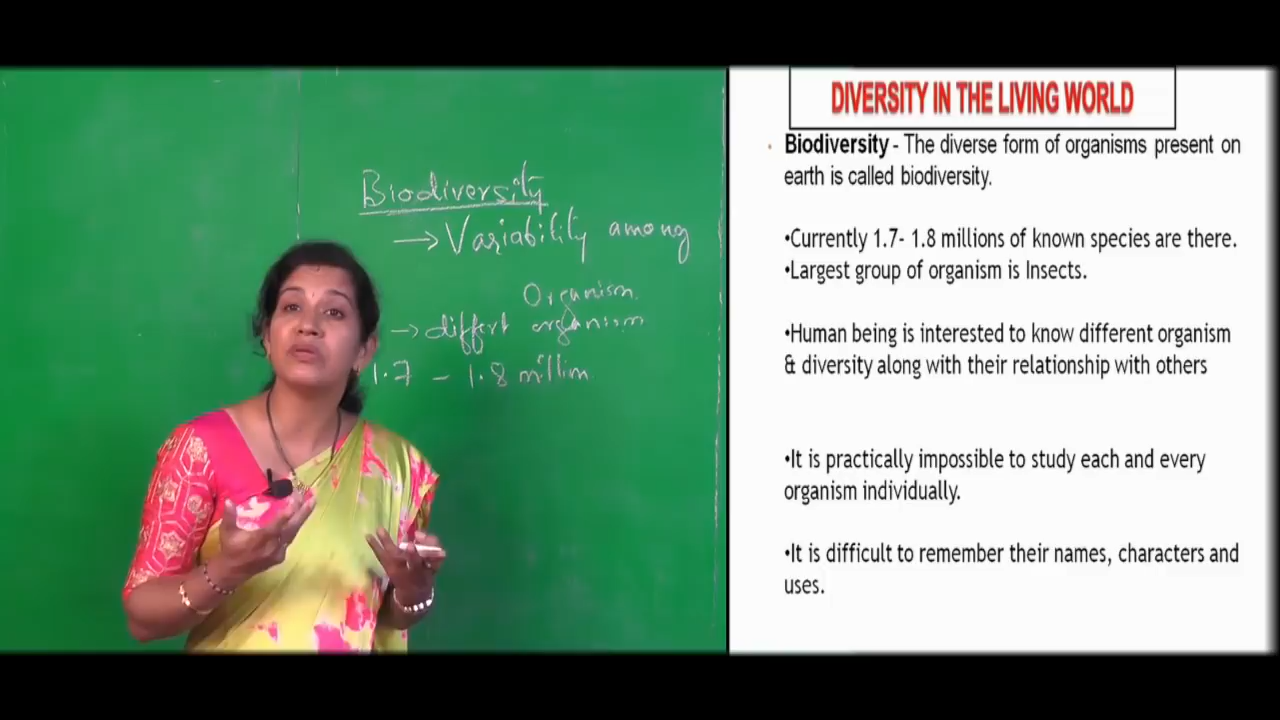 Biodiversity
→ Variability among
Organism
→ differt organism
1.7 - 1.8 million
DIVERSITY IN THE LIVING WORLD
• Biodiversity - The diverse form of organisms present on
earth is called biodiversity.
•Currently 1.7- 1.8 millions of known species are there.
•Largest group of organism is Insects.
Human being is interested to know different organism
& diversity along with their relationship with others
•It is practically impossible to study each and every
organism individually.
•It is difficult to remember their names, characters and
uses.